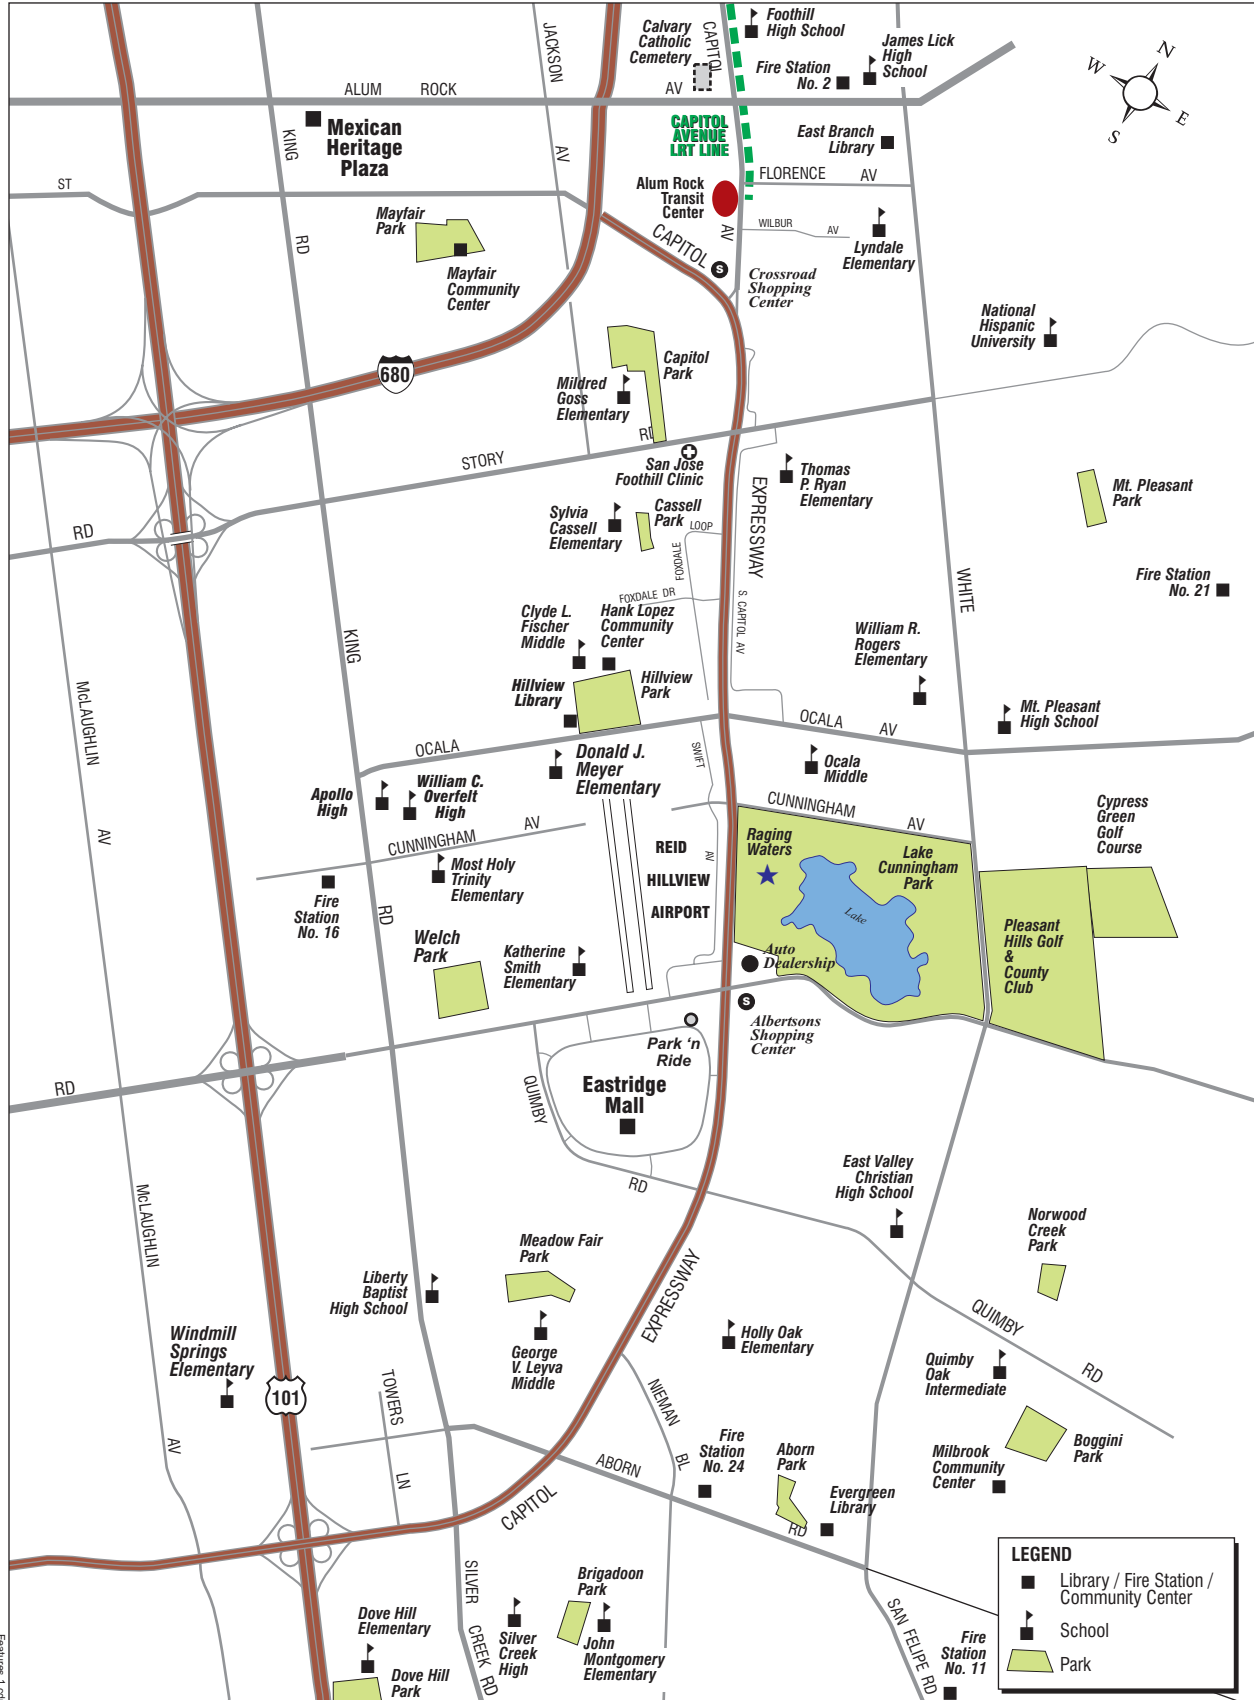 Foothill
High School
Calvary
Catholic
Cemetery
CAPITOL
JACKSON
James Lick
High
School
Fire Station
No. 2
N
W
E
S
ALUM
ROCK
AV
Mexican
Heritage
Plaza
KING
CAPITOL
AVENUE
LRT LINE
East Branch
Library
AV
ST
FLORENCE
AV
Alum Rock
Transit
Center
Mayfair
Park
RD
CAPITOL
AV
WILBUR
AV
Lyndale
Elementary
S
Crossroad
Shopping
Center
Mayfair
Community
Center
National
Hispanic
University
680
Capitol
Park
Mildred
Goss
Elementary
RD
STORY
San Jose
Foothill Clinic
Thomas
P. Ryan
Elementary
EXPRESSWAY
Mt. Pleasant
Park
RD
Sylvia
Cassell
Elementary
Cassell
Park
LOOP
FOXDALE
FOXDALE DR
S. CAPITOL AV
WHITE
Fire Station
No. 21
Clyde L.
Fischer
Middle
Hank Lopez
Community
Center
KING
William R.
Rogers
Elementary
Hillview
Library
Hillview
Park
McLAUGHLIN
Mt. Pleasant
High School
OCALA
AV
OCALA
SWIFT
Donald J.
Meyer
Elementary
Ocala
Middle
Apollo
High
William C.
Overfelt
High
CUNNINGHAM
AV
Cypress
Green
Golf
Course
AV
CUNNINGHAM
AV
REID
HILLVIEW
AIRPORT
AV
Raging
Waters
Lake
Cunningham
Park
Most Holy
Trinity
Elementary
Fire
Station
No. 16
RD
Lake
Pleasant
Hills Golf
&
County
Club
Welch
Park
Katherine
Smith
Elementary
Auto
Dealership
S
Albertsons
Shopping
Center
Park ‘n
Ride
RD
QUIMBY
Eastridge
Mall
RD
East Valley
Christian
High School
McLAUGHLIN
Norwood
Creek
Park
Meadow Fair
Park
EXPRESSWAY
Liberty
Baptist
High School
QUIMBY
RD
Windmill
Springs
Elementary
George
V. Leyva
Middle
Holly Oak
Elementary
Quimby
Oak
Intermediate
101
TOWERS
LN
NIEMAN
BL
AV
Fire
Station
No. 24
Aborn
Park
Milbrook
Community
Center
Boggini
Park
ABORN
RD
Evergreen
Library
CAPITOL
SILVER
CREEK RD
Brigadoon
Park
Dove Hill
Elementary
Silver
Creek
High
John
Montgomery
Elementary
SAN FELIPE RD
Fire
Station
No. 11
Dove Hill
Park
LEGEND
Library / Fire Station /
Community Center
School
Park